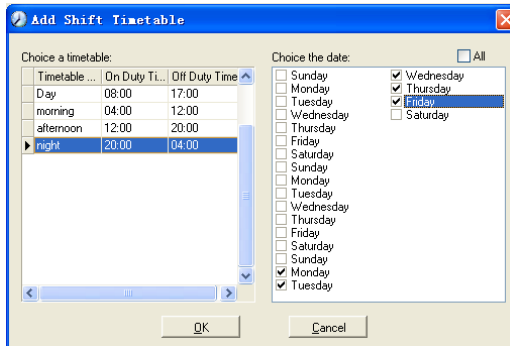 Add Shift Timetable
Choice a timetable:
Timetable ... On Duty Ti... Off Duty Time
Day 08:00 17:00
morning 04:00 12:00
afternoon 12:00 20:00
night 20:00 04:00
Choice the date:
All
Sunday
Monday
Tuesday
Wednesday
Thursday
Friday
Saturday
Sunday
Monday
Tuesday
Wednesday
Thursday
Friday
Saturday
Sunday
Monday
Tuesday
Wednesday
Thursday
Friday
Saturday
OK
Cancel